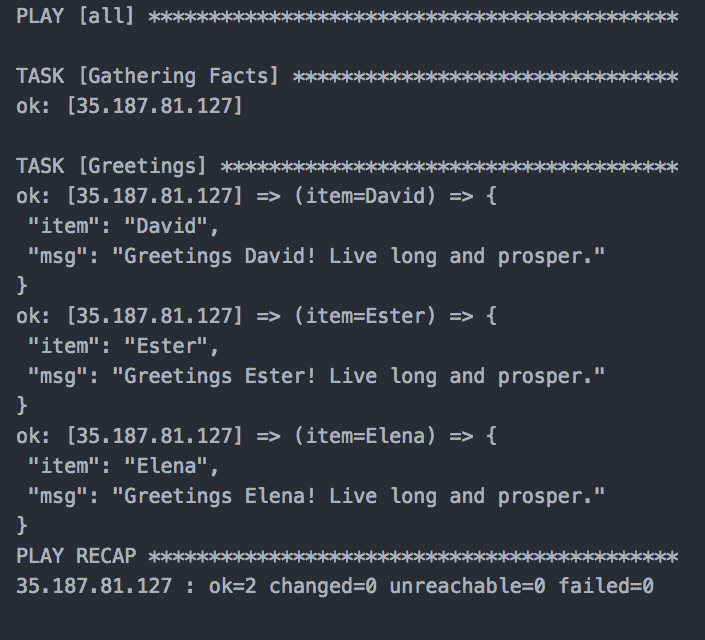 PLAY [all] ********************************************
TASK [Gathering Facts] ********************************
ok: [35.187.81.127]
TASK [Greetings] **************************************
ok: [35.187.81.127] => (item=David) => {
"item": "David",
"msg": "Greetings David! Live long and prosper."
}
ok: [35.187.81.127] => (item=Ester) => {
"item": "Ester",
"msg": "Greetings Ester! Live long and prosper."
}
ok: [35.187.81.127] => (item=Elena) => {
"item": "Elena",
"msg": "Greetings Elena! Live long and prosper."
}
PLAY RECAP ********************************************
35.187.81.127 : ok=2 changed=0 unreachable=0 failed=0